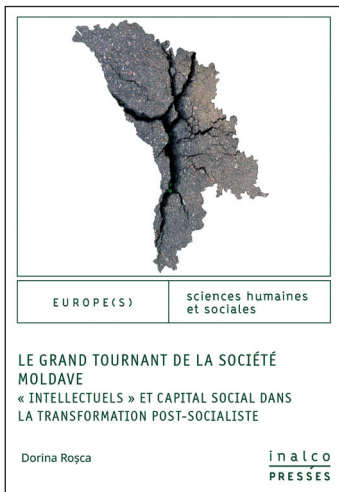 EUROPE(S)
sciences humaines
et sociales
LE GRAND TOURNANT DE LA SOCIÉTÉ
MOLDAVE
« INTELLECTUELS » ET CAPITAL SOCIAL DANS
LA TRANSFORMATION POST-SOCIALISTE
Dorina Roșca
inalco
PRESSES